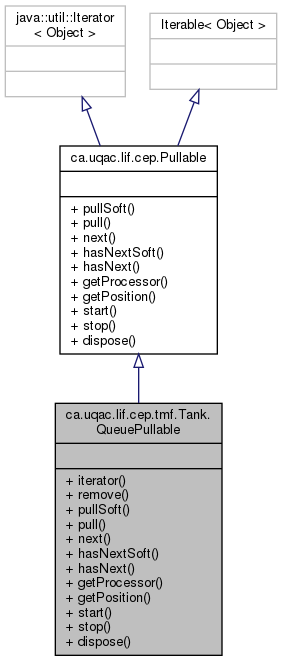 java::util::Iterator
< Object >
Iterable< Object >
ca.uqac.lif.cep.Pullable
+ pullSoft()
+ pull()
+ next()
+ hasNextSoft()
+ hasNext()
+ getProcessor()
+ getPosition()
+ start()
+ stop()
+ dispose()
ca.uqac.lif.cep.tmf.Tank.
QueuePullable
+ iterator()
+ remove()
+ pullSoft()
+ pull()
+ next()
+ hasNextSoft()
+ hasNext()
+ getProcessor()
+ getPosition()
+ start()
+ stop()
+ dispose()